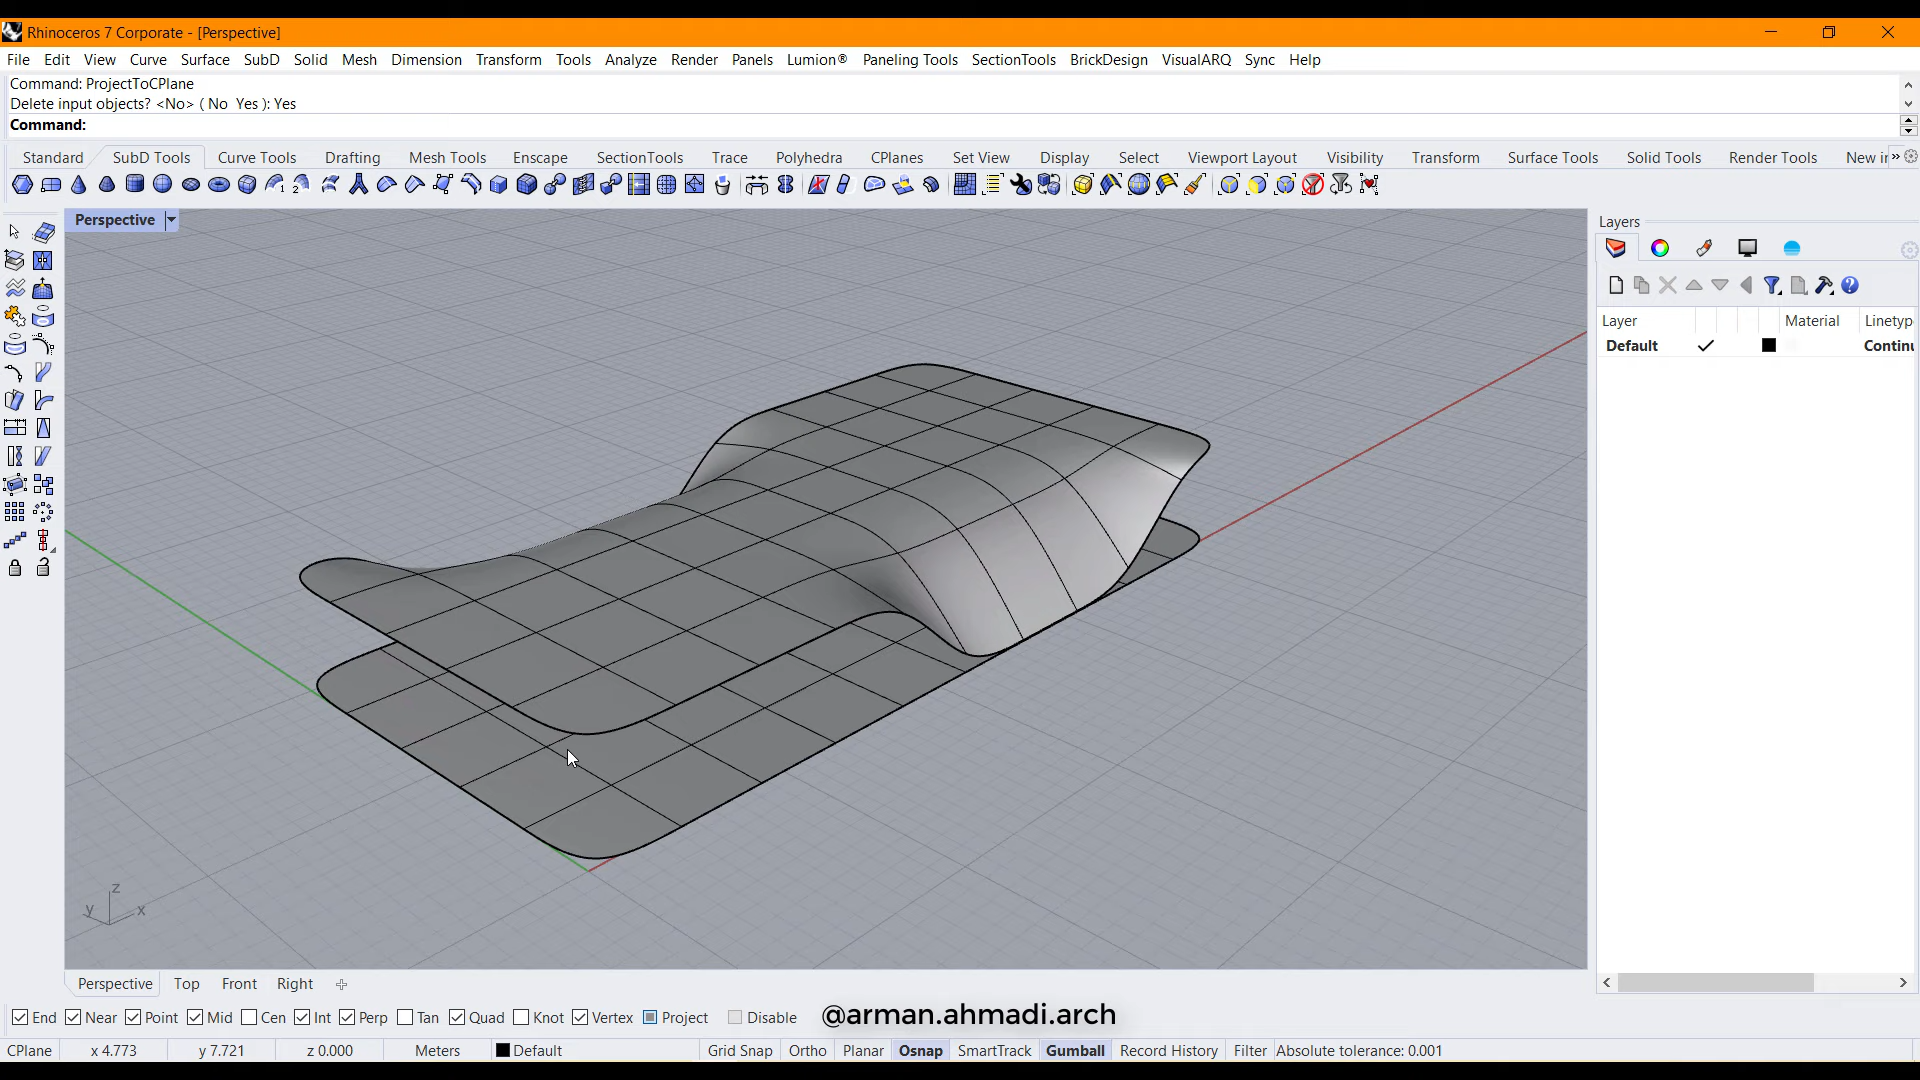 Rhinoceros 7 Corporate - [Perspective]
File Edit View Curve Surface SubD Solid Mesh Dimension Transform Tools Analyze Render Panels Lumion® Paneling Tools SectionTools BrickDesign VisualARQ Sync Help
Command: ProjectToCPlane
Delete input objects? <No> ( No Yes ): Yes
Command:
Standard SubD Tools Curve Tools Drafting Mesh Tools Enscape SectionTools Trace Polyhedra CPlanes Set View Display Select Viewport Layout Visibility Transform Surface Tools Solid Tools Render Tools New in »
Perspective
Layers
Layer Material Linetyp
Default Continu
z
y x
Perspective Top Front Right
End Near Point Mid Cen Int Perp Tan Quad Knot Vertex Project Disable
@arman.ahmadi.arch
CPlane x 4.773 y 7.721 z 0.000 Meters Default Grid Snap Ortho Planar Osnap SmartTrack Gumball Record History Filter Absolute tolerance: 0.001